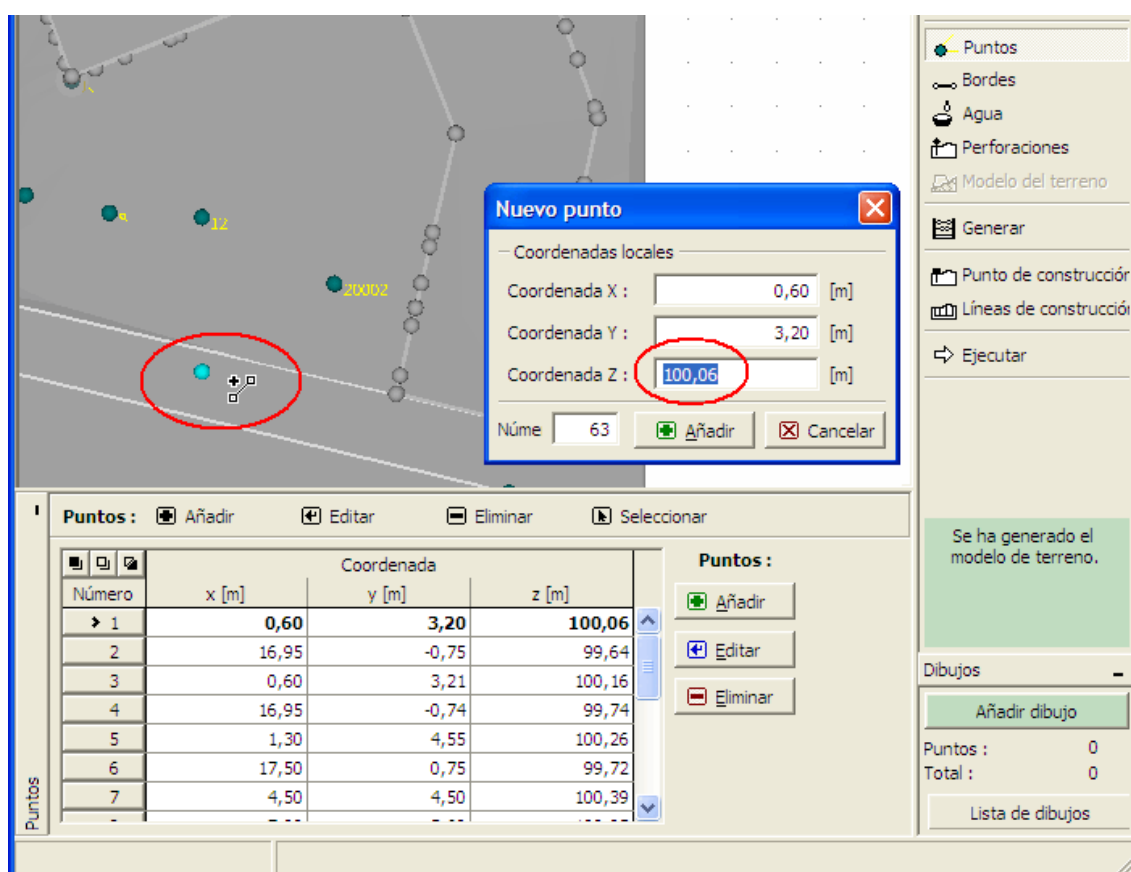 12
20002
Nuevo punto
Coordenadas locales
Coordenada X : 0,60 [m]
Coordenada Y : 3,20 [m]
Coordenada Z : 100,06 [m]
Núme 63 Añadir Cancelar
Puntos
Bordes
Agua
Perforaciones
Modelo del terreno
Generar
Punto de construcción
Líneas de construcción
Ejecutar
Puntos : Añadir Editar Eliminar Seleccionar
Coordenada
Número x [m] y [m] z [m]
1 0,60 3,20 100,06
2 16,95 -0,75 99,64
3 0,60 3,21 100,16
4 16,95 -0,74 99,74
5 1,30 4,55 100,26
6 17,50 0,75 99,72
7 4,50 4,50 100,39
Puntos :
Añadir
Editar
Eliminar
Puntos
Se ha generado el
modelo de terreno.
Dibujos
Añadir dibujo
Puntos : 0
Total : 0
Lista de dibujos